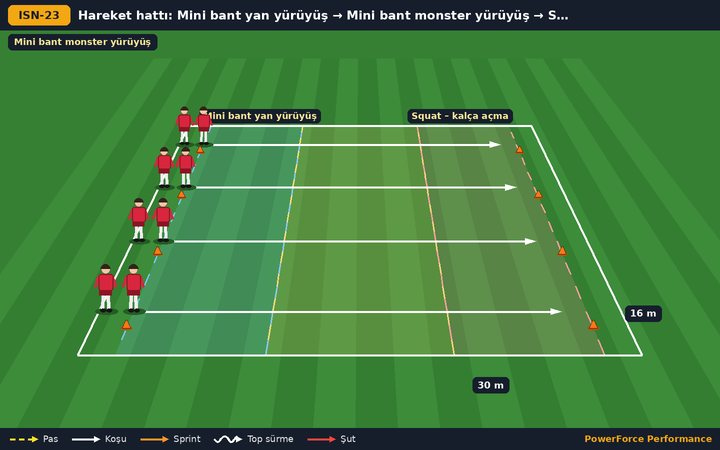 ISN-23
Hareket hattı: Mini bant yan yürüyüş → Mini bant monster yürüyüş → S...
Mini bant monster yürüyüş
Mini bant yan yürüyüş
Squat – kalça açma
16 m
30 m
Pas
Koşu
Sprint
Top sürme
Şut
PowerForce Performance